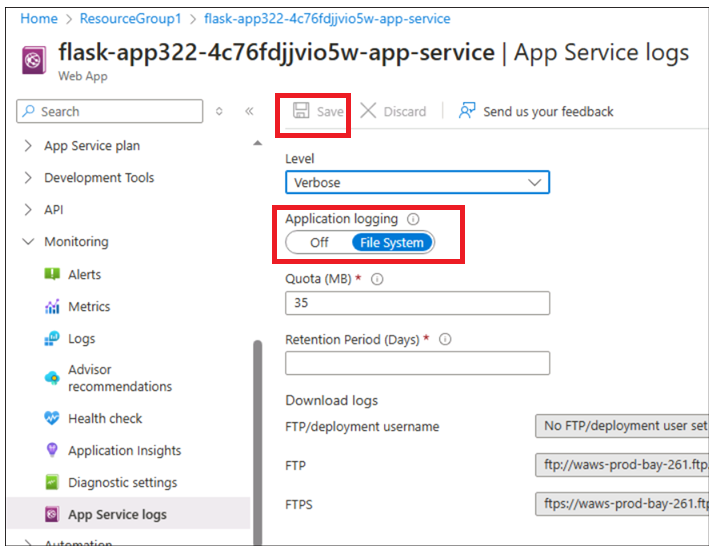 Home > ResourceGroup1 > flask-app322-4c76fdjjvio5w-app-service
flask-app322-4c76fdjjvio5w-app-service | App Service logs
Web App
Search
Save
Discard
Send us your feedback
App Service plan
Development Tools
API
Monitoring
Alerts
Metrics
Logs
Advisor
recommendations
Health check
Application Insights
Diagnostic settings
App Service logs
Automation
Level
Verbose
Application logging
Off File System
Quota (MB) *
35
Retention Period (Days) *
Download logs
FTP/deployment username
No FTP/deployment user set
FTP
ftp://waws-prod-bay-261.ftp.
FTPS
ftps://waws-prod-bay-261.ftp